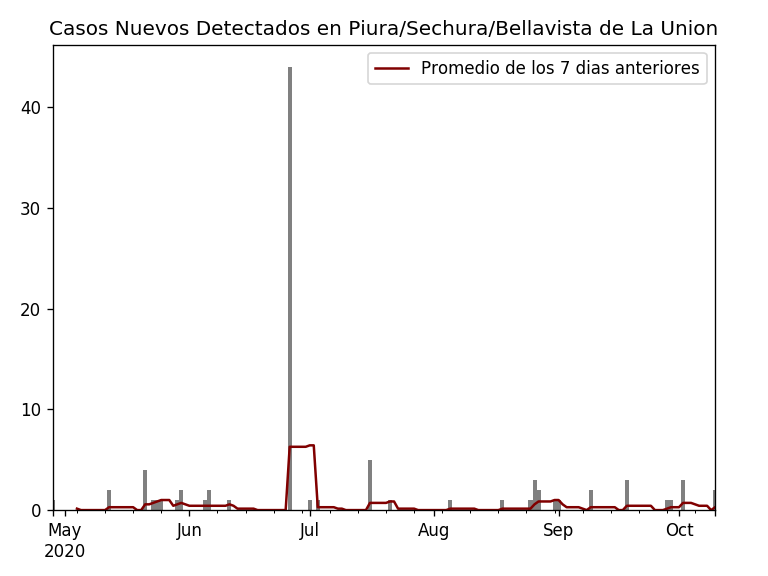 Casos Nuevos Detectados en Piura/Sechura/Bellavista de La Union
Promedio de los 7 dias anteriores
40
30
20
10
0
May Jun Jul Aug Sep Oct
2020